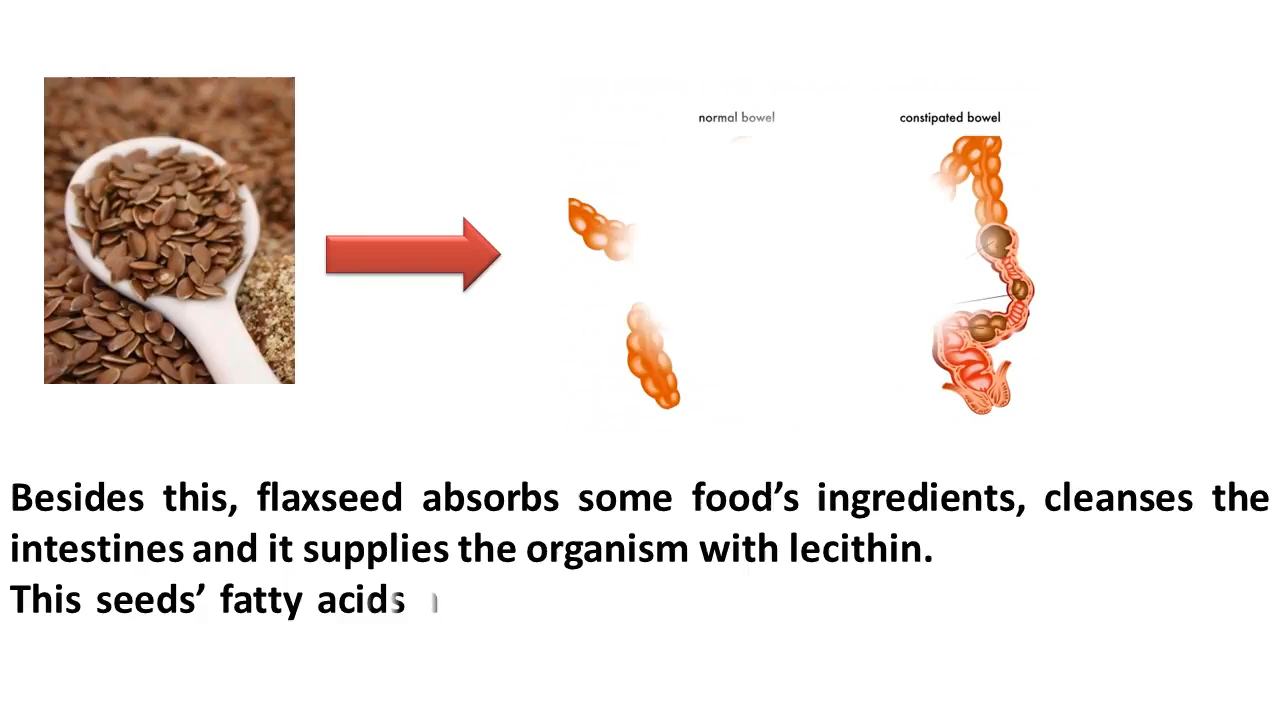 normal bowel
constipated bowel
Besides this, flaxseed absorbs some food’s ingredients, cleanses the
intestines and it supplies the organism with lecithin.
This seeds’ fatty acids